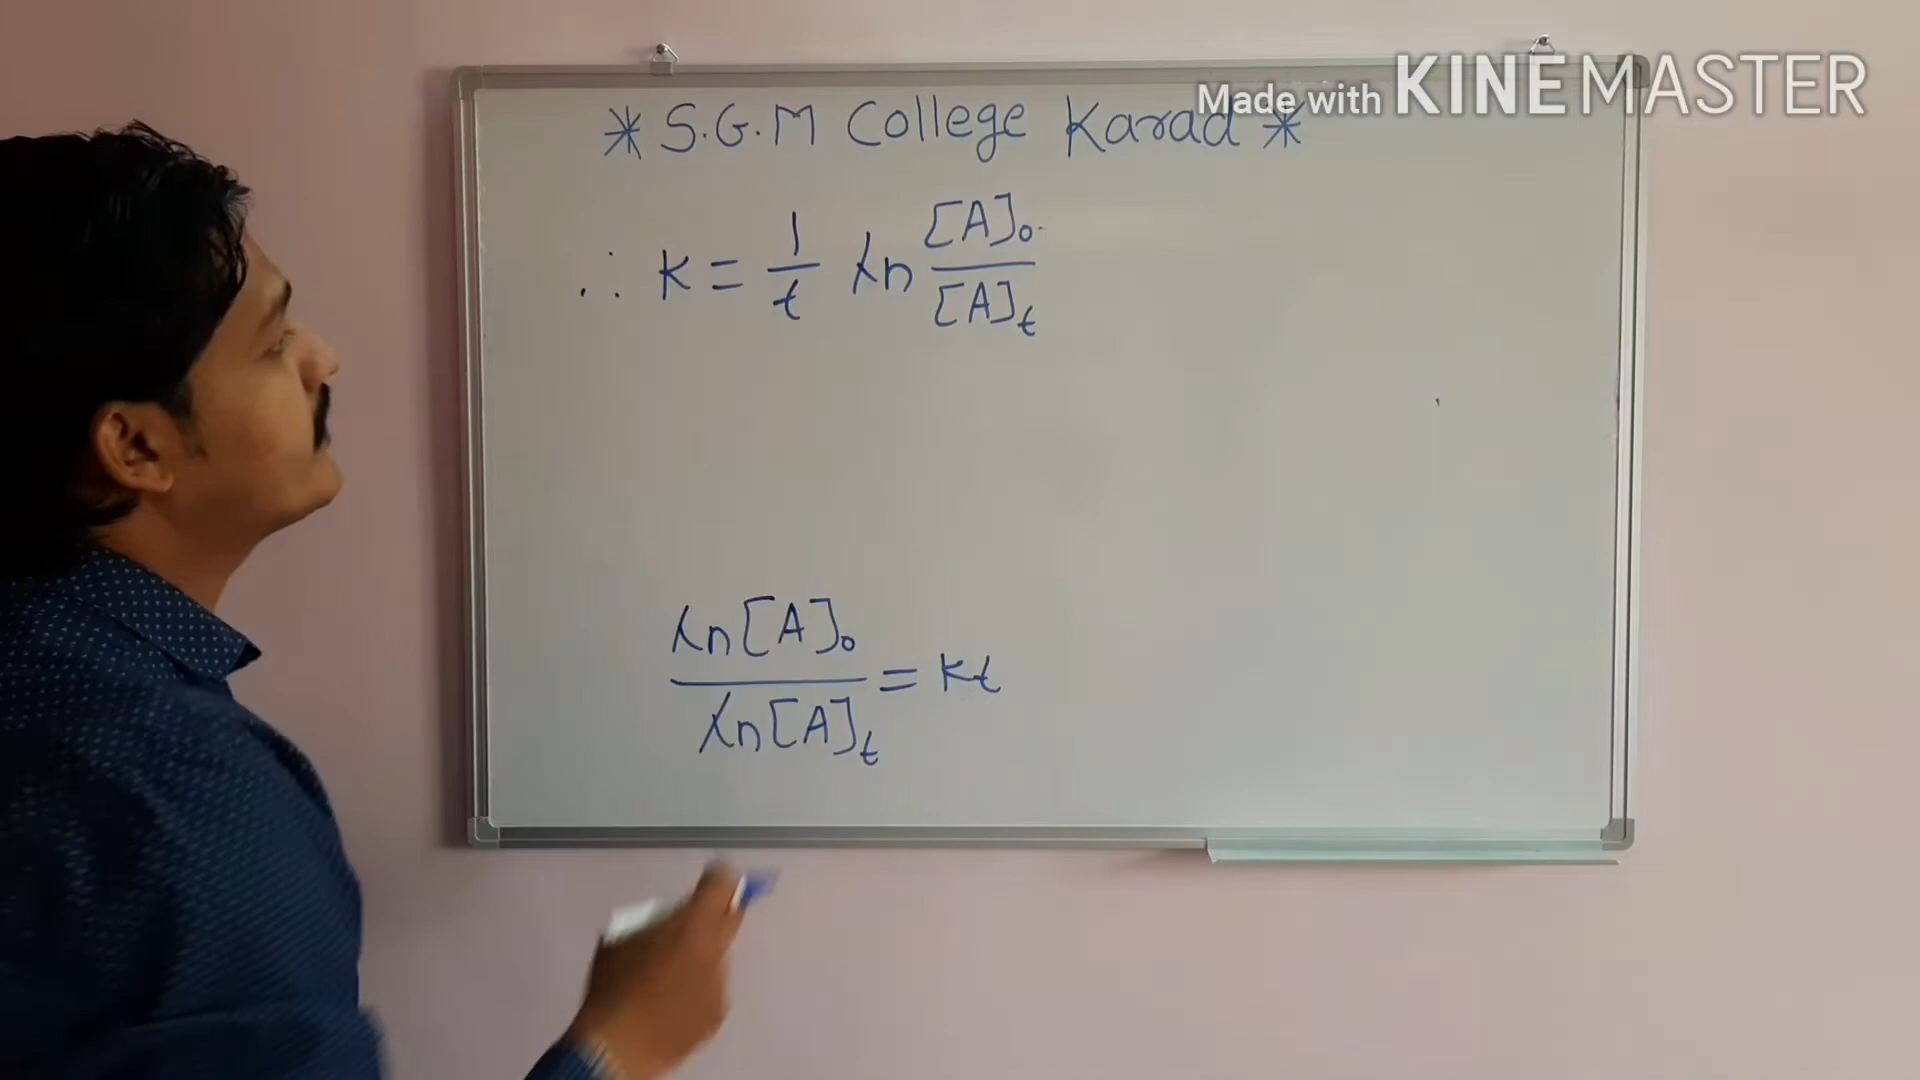 Made with KINEMASTER
* S.G.M College Karad *
∴ K = 1/t ln [A]₀/[A]ₜ
ln[A]₀/ln[A]ₜ = Kt